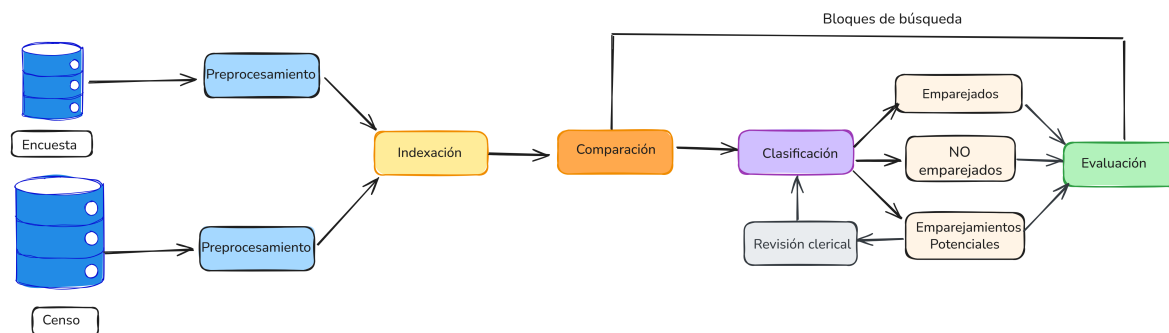 Bloques de búsqueda
Preprocesamiento
Encuesta
Indexación
Comparación
Clasificación
Emparejados
NO
emparejados
Emparejamientos
Potenciales
Evaluación
Revisión clerical
Preprocesamiento
Censo